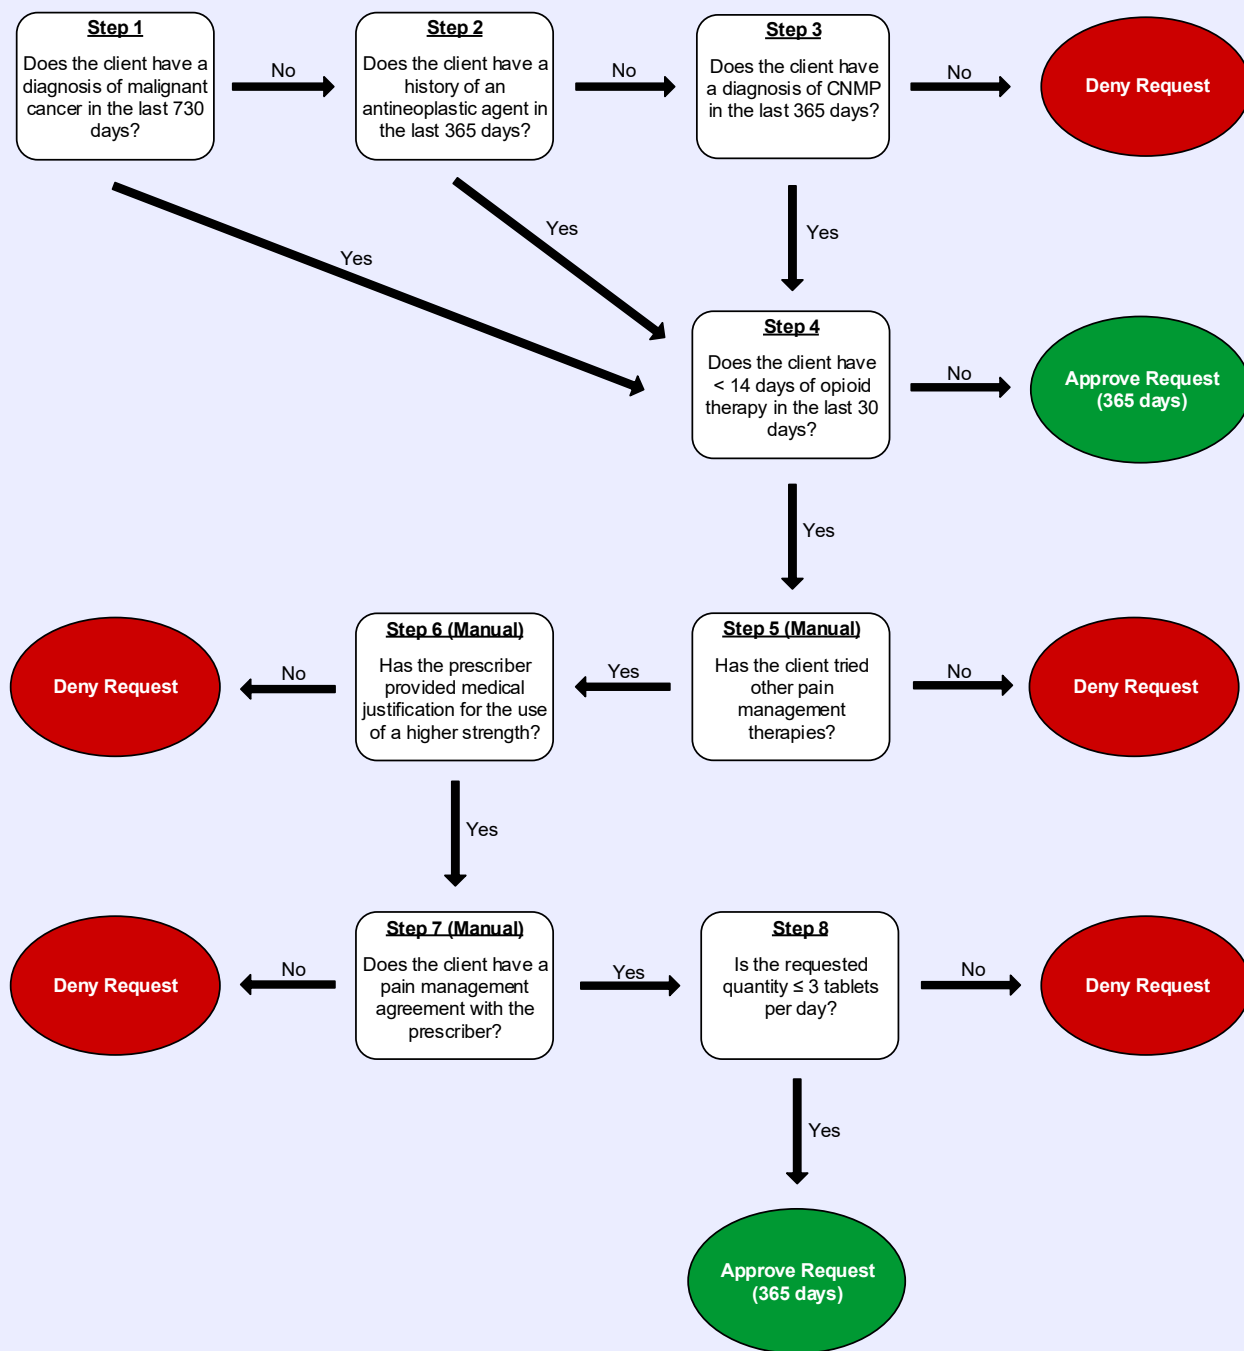 Step 1
Does the client have a
diagnosis of malignant
cancer in the last 730
days?
No
Step 2
Does the client have a
history of an
antineoplastic agent in
the last 365 days?
No
Step 3
Does the client have
a diagnosis of CNMP
in the last 365 days?
No
Deny Request
Yes
Yes
Yes
Step 4
Does the client have
< 14 days of opioid
therapy in the last 30
days?
No
Approve Request
(365 days)
Yes
Deny Request
No
Step 6 (Manual)
Has the prescriber
provided medical
justification for the use
of a higher strength?
Yes
Step 5 (Manual)
Has the client tried
other pain
management
therapies?
No
Deny Request
Yes
Deny Request
No
Step 7 (Manual)
Does the client have a
pain management
agreement with the
prescriber?
Yes
Step 8
Is the requested
quantity ≤ 3 tablets
per day?
No
Deny Request
Yes
Approve Request
(365 days)